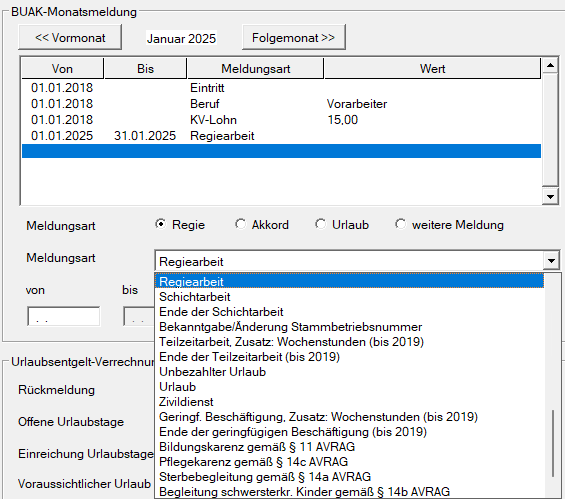 BUAK-Monatsmeldung
<< Vormonat Januar 2025 Folgemonat >>
Von Bis Meldungsart Wert
01.01.2018 Eintritt
01.01.2018 Beruf Vorarbeiter
01.01.2018 KV-Lohn 15,00
01.01.2025 31.01.2025 Regiearbeit
Meldungsart Regie Akkord Urlaub weitere Meldung
Meldungsart Regiearbeit
Regiearbeit
von bis Schichtarbeit
Ende der Schichtarbeit
. . . . Bekanntgabe/Änderung Stammbetriebsnummer
Teilzeitarbeit, Zusatz: Wochenstunden (bis 2019)
Urlaubsentgelt-Verrechnun Ende der Teilzeitarbeit (bis 2019)
Unbezahlter Urlaub
Rückmeldung Urlaub
Zivildienst
Offene Urlaubstage Geringf. Beschäftigung, Zusatz: Wochenstunden (bis 2019)
Ende der geringfügigen Beschäftigung (bis 2019)
Einreichung Urlaubstage Bildungskarenz gemäß § 11 AVRAG
Pflegekarenz gemäß § 14c AVRAG
Voraussichtlicher Urlaub Sterbebegleitung gemäß § 14a AVRAG
Begleitung schwersterkr. Kinder gemäß § 14b AVRAG